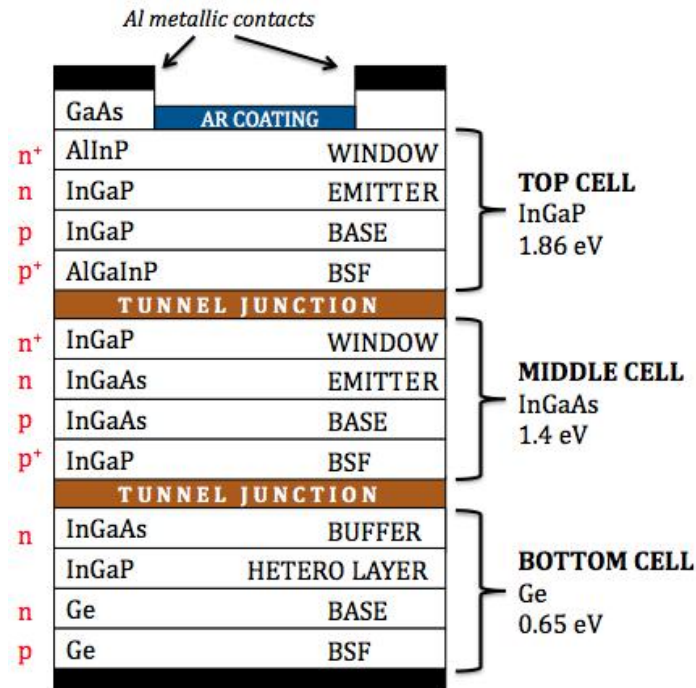 Al metallic contacts
GaAs
AR COATING
n+ AlInP WINDOW
n InGaP EMITTER
p InGaP BASE
p+ AlGaInP BSF
TOP CELL
InGaP
1.86 eV
TUNNEL JUNCTION
n+ InGaP WINDOW
n InGaAs EMITTER
p InGaAs BASE
p+ InGaP BSF
MIDDLE CELL
InGaAs
1.4 eV
TUNNEL JUNCTION
n InGaAs BUFFER
InGaP HETERO LAYER
n Ge BASE
p Ge BSF
BOTTOM CELL
Ge
0.65 eV